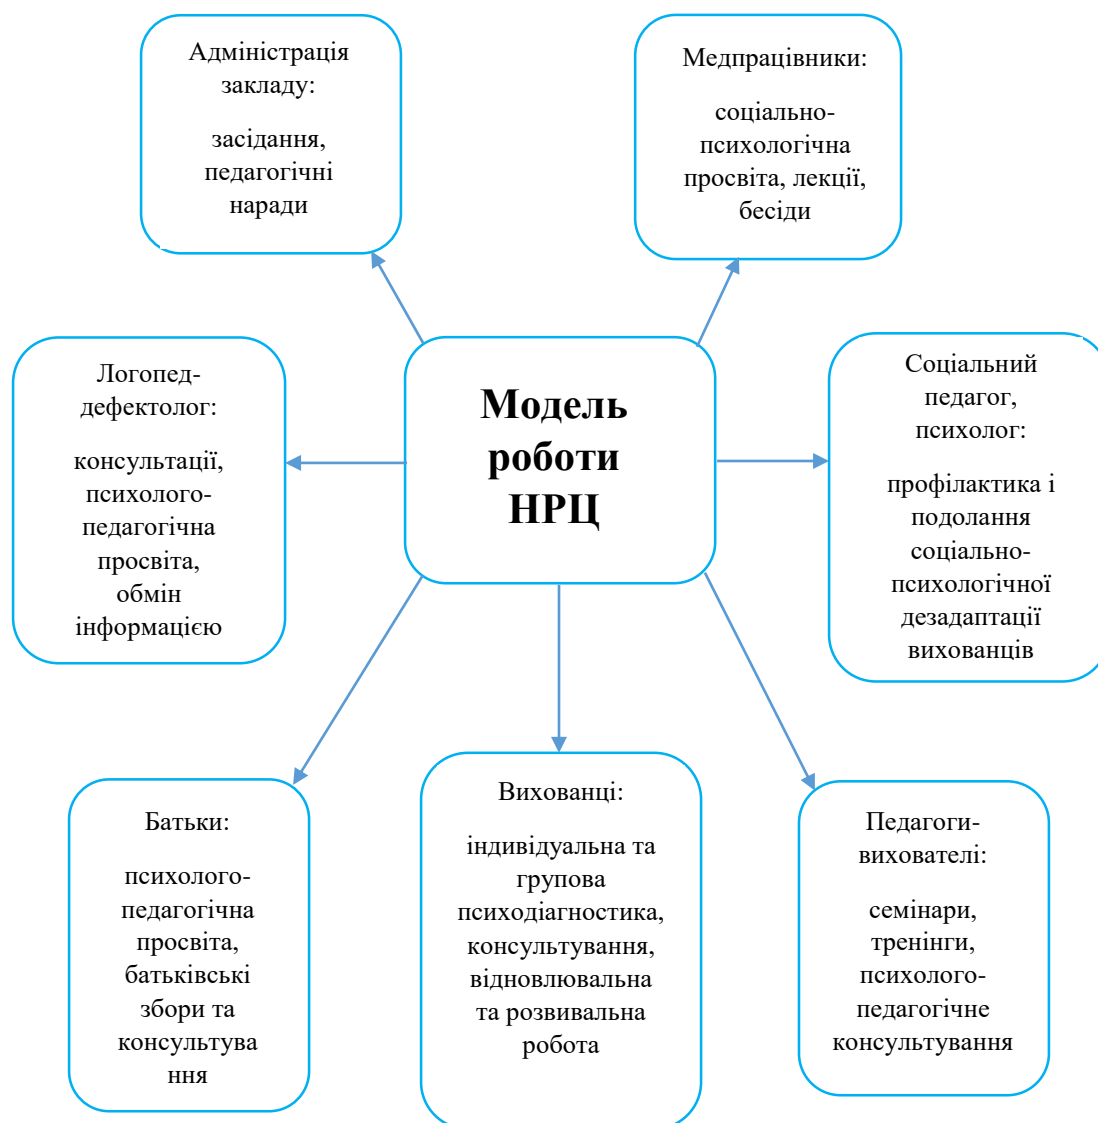 Адміністрація
закладу:
засідання,
педагогічні
наради
Медпрацівники:
соціально-
психологічна
просвіта, лекції,
бесіди
Логопед-
дефектолог:
консультації,
психолого-
педагогічна
просвіта,
обмін
інформацією
Модель
роботи
НРЦ
Соціальний
педагог,
психолог:
профілактика і
подолання
соціально-
психологічної
дезадаптації
вихованців
Батьки:
психолого-
педагогічна
просвіта,
батьківські
збори та
консультува
ння
Вихованці:
індивідуальна та
групова
психодіагностика,
консультування,
відновлювальна
та розвивальна
робота
Педагоги-
вихователі:
семінари,
тренінги,
психолого-
педагогічне
консультування